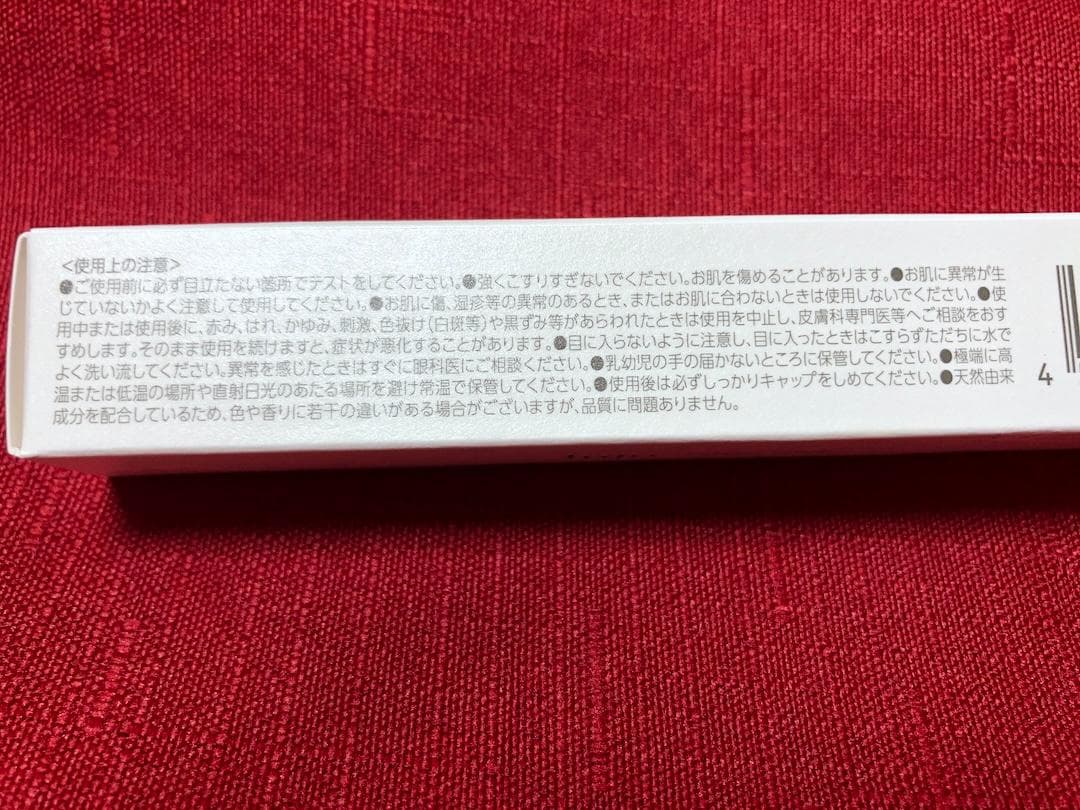 <使用上の注意>
●ご使用前に必ず目立たない箇所でテストをしてください。●強くこすりすぎないでください。お肌を傷めることがあります。●お肌に異常が生
じていないかよく注意して使用してください。●お肌に傷、湿疹等の異常のあるとき、またはお肌に合わないときは使用しないでください。●使
用中または使用後に、赤み、はれ、かゆみ、刺激、色抜け(白斑等)や黒ずみ等があらわれたときは使用を中止し、皮膚科専門医等へご相談をおす
すめします。そのまま使用を続けますと、症状が悪化することがあります。●目に入らないように注意し、目に入ったときはこすらずただちに水で
よく洗い流してください。異常を感じたときはすぐに眼科医にご相談ください。●乳幼児の手の届かないところに保管してください。●極端に高
温または低温の場所や直射日光のあたる場所を避け常温で保管してください。●使用後は必ずしっかりキャップをしめてください。●天然由来
成分を配合しているため、色や香りに若干の違いがある場合がございますが、品質に問題ありません。
4